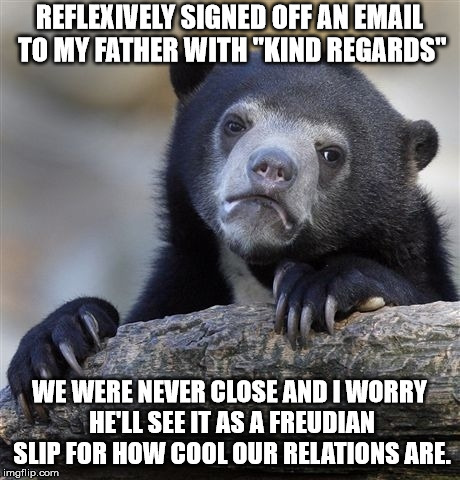 REFLEXIVELY SIGNED OFF AN EMAIL
TO MY FATHER WITH "KIND REGARDS"
WE WERE NEVER CLOSE AND I WORRY
HE'LL SEE IT AS A FREUDIAN
SLIP FOR HOW COOL OUR RELATIONS ARE.
imgflip.com